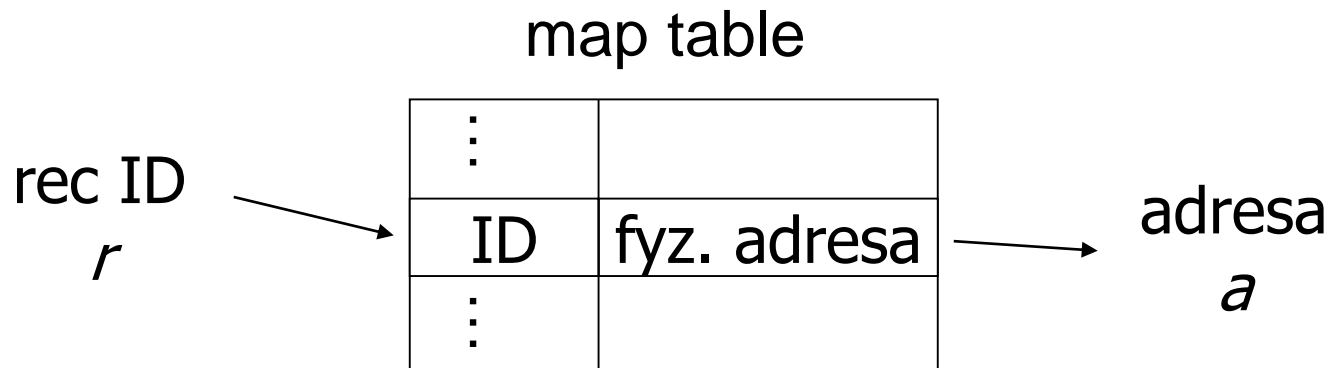 map table
⋮
rec ID
r
ID fyz. adresa
adresa
a
⋮